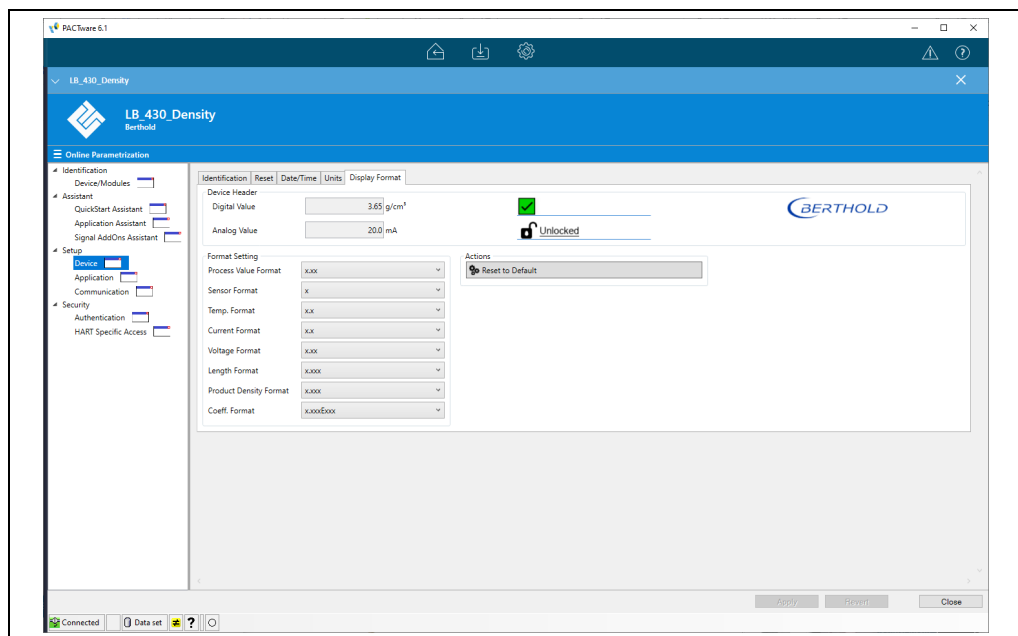 PACTware 6.1
LB_430_Density
LB_430_Density
Berthold
Online Parametrization
Identification
Device/Modules
Assistant
QuickStart Assistant
Application Assistant
Signal AddOns Assistant
Setup
Device
Application
Communication
Security
Authentication
HART Specific Access
Identification Reset Date/Time Units Display Format
Device Header
Digital Value 3.65 g/cm³
Analog Value 20.0 mA
Unlocked
BERTHOLD
Format Setting
Process Value Format x.xx
Sensor Format x
Temp. Format x.x
Current Format x.x
Voltage Format x.xx
Length Format x.xxx
Product Density Format x.xxx
Coeff. Format x.xxxExxx
Actions
Reset to Default
Apply Revert Close
Connected Data set ≠ ?